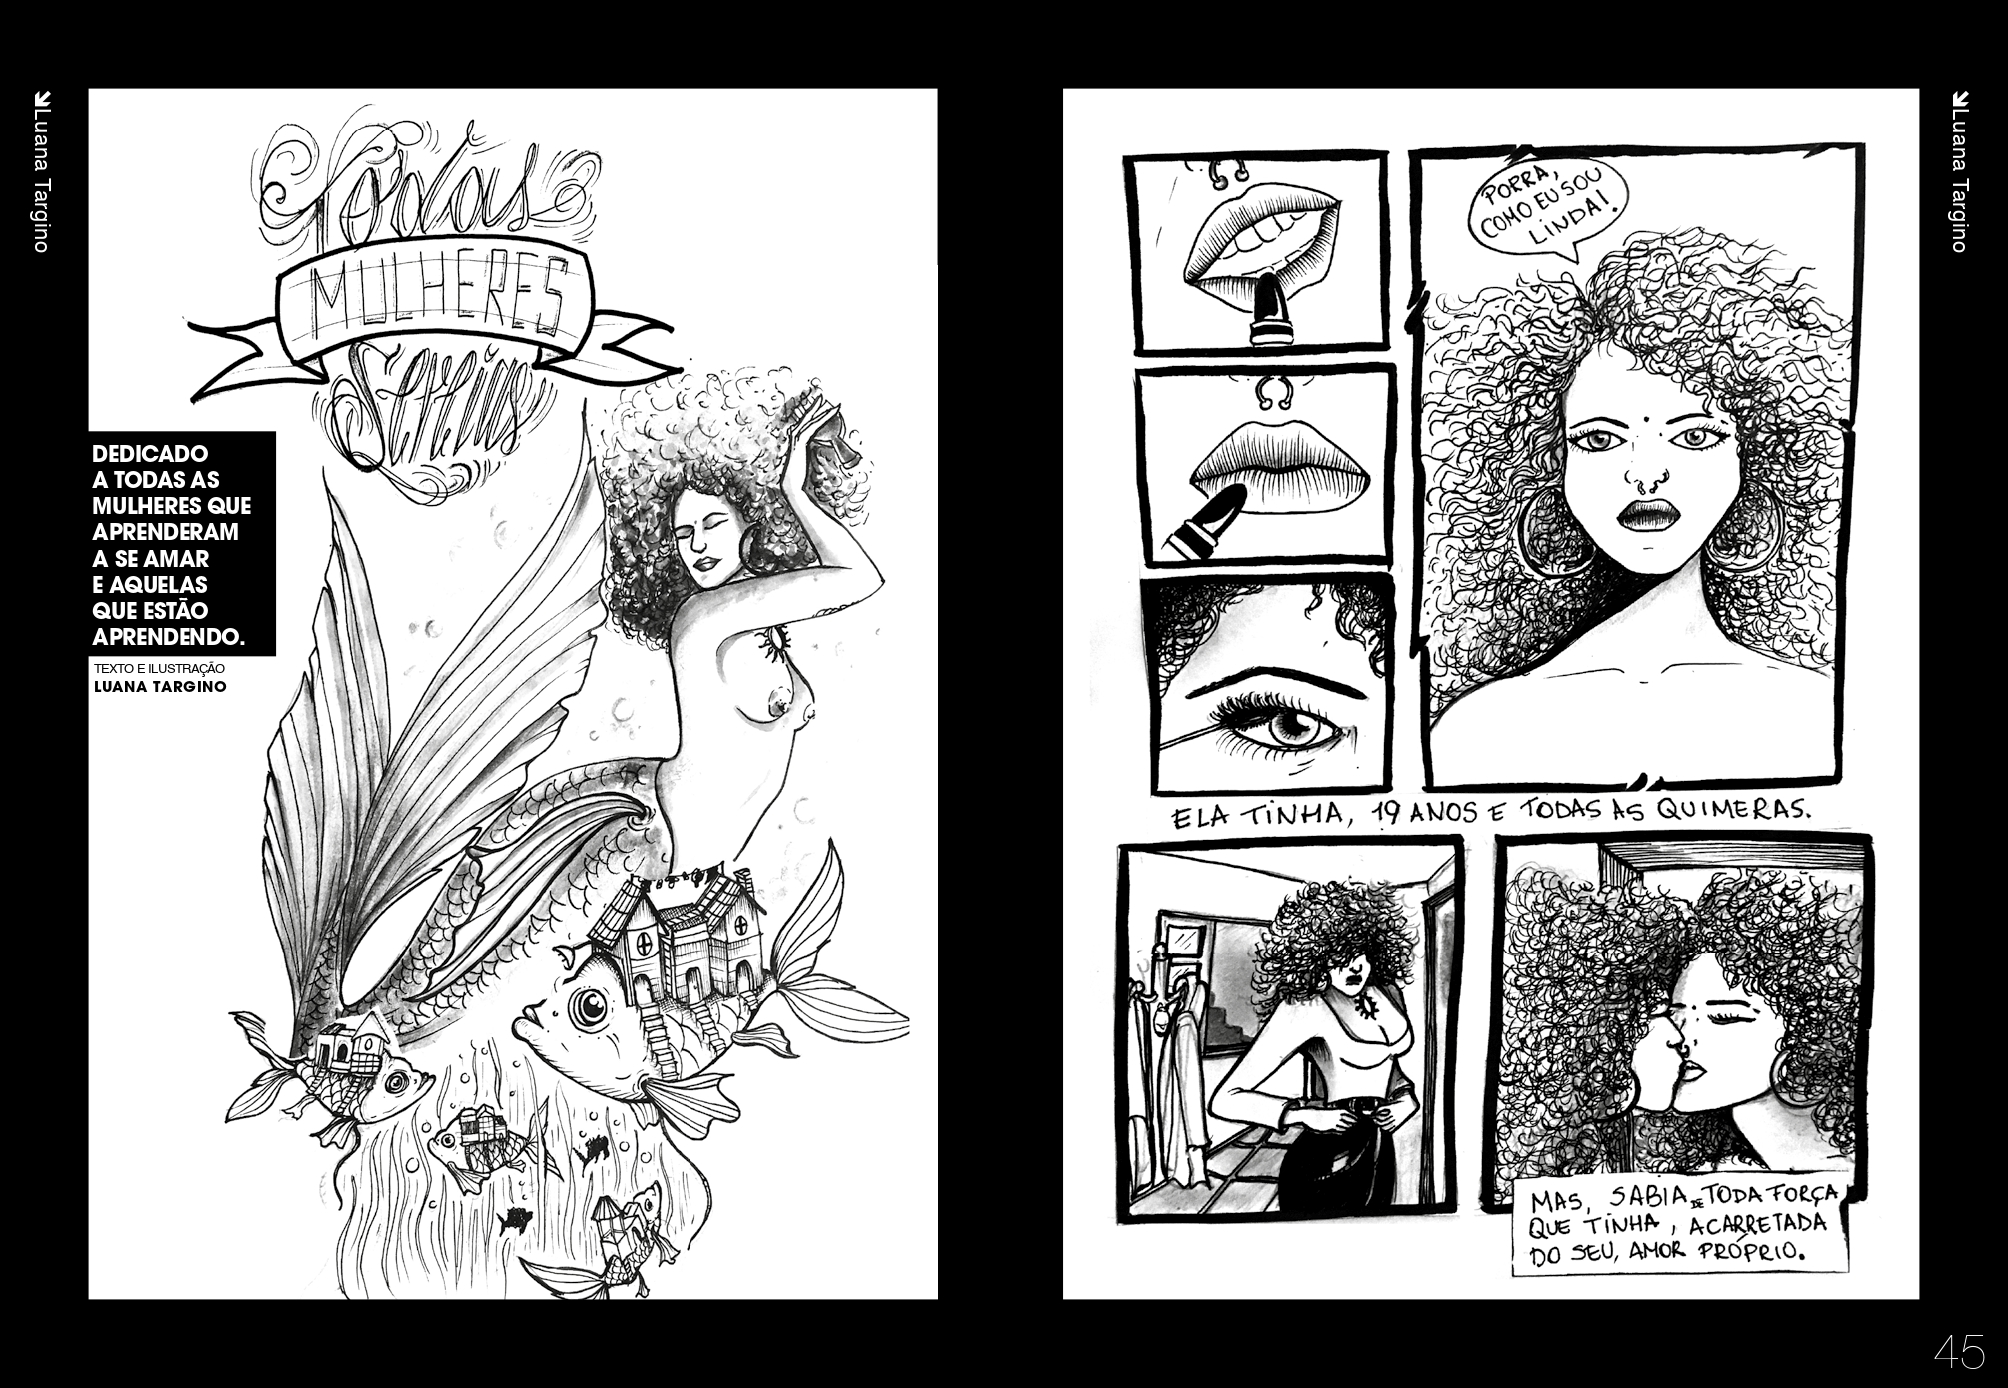 Luana Targino
Todas
MULHERES
Sereias
DEDICADO
A TODAS AS
MULHERES QUE
APRENDERAM
A SE AMAR
E AQUELAS
QUE ESTÃO
APRENDENDO.
TEXTO E ILUSTRAÇÃO
LUANA TARGINO
Luana Targino
PORRA,
COMO EU SOU
LINDA!
ELA TINHA, 19 ANOS E TODAS AS QUIMERAS.
MAS, SABIA DE TODA FORÇA
QUE TINHA, ACARRETADA
DO SEU, AMOR PRÓPRIO.
45